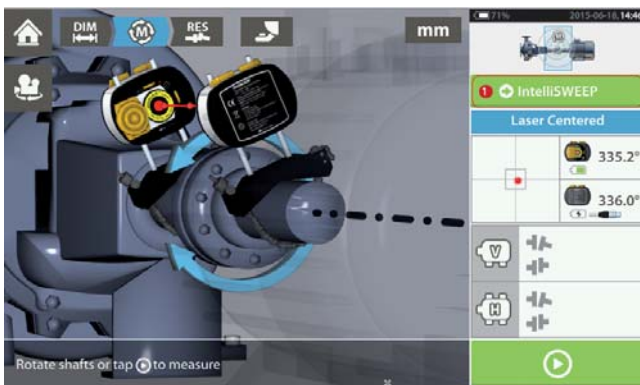 DIM
M
RES
mm
71%
2015-06-18,14:46
1 IntelliSWEEP
Laser Centered
335.2°
336.0°
V
H
Rotate shafts or tap to measure